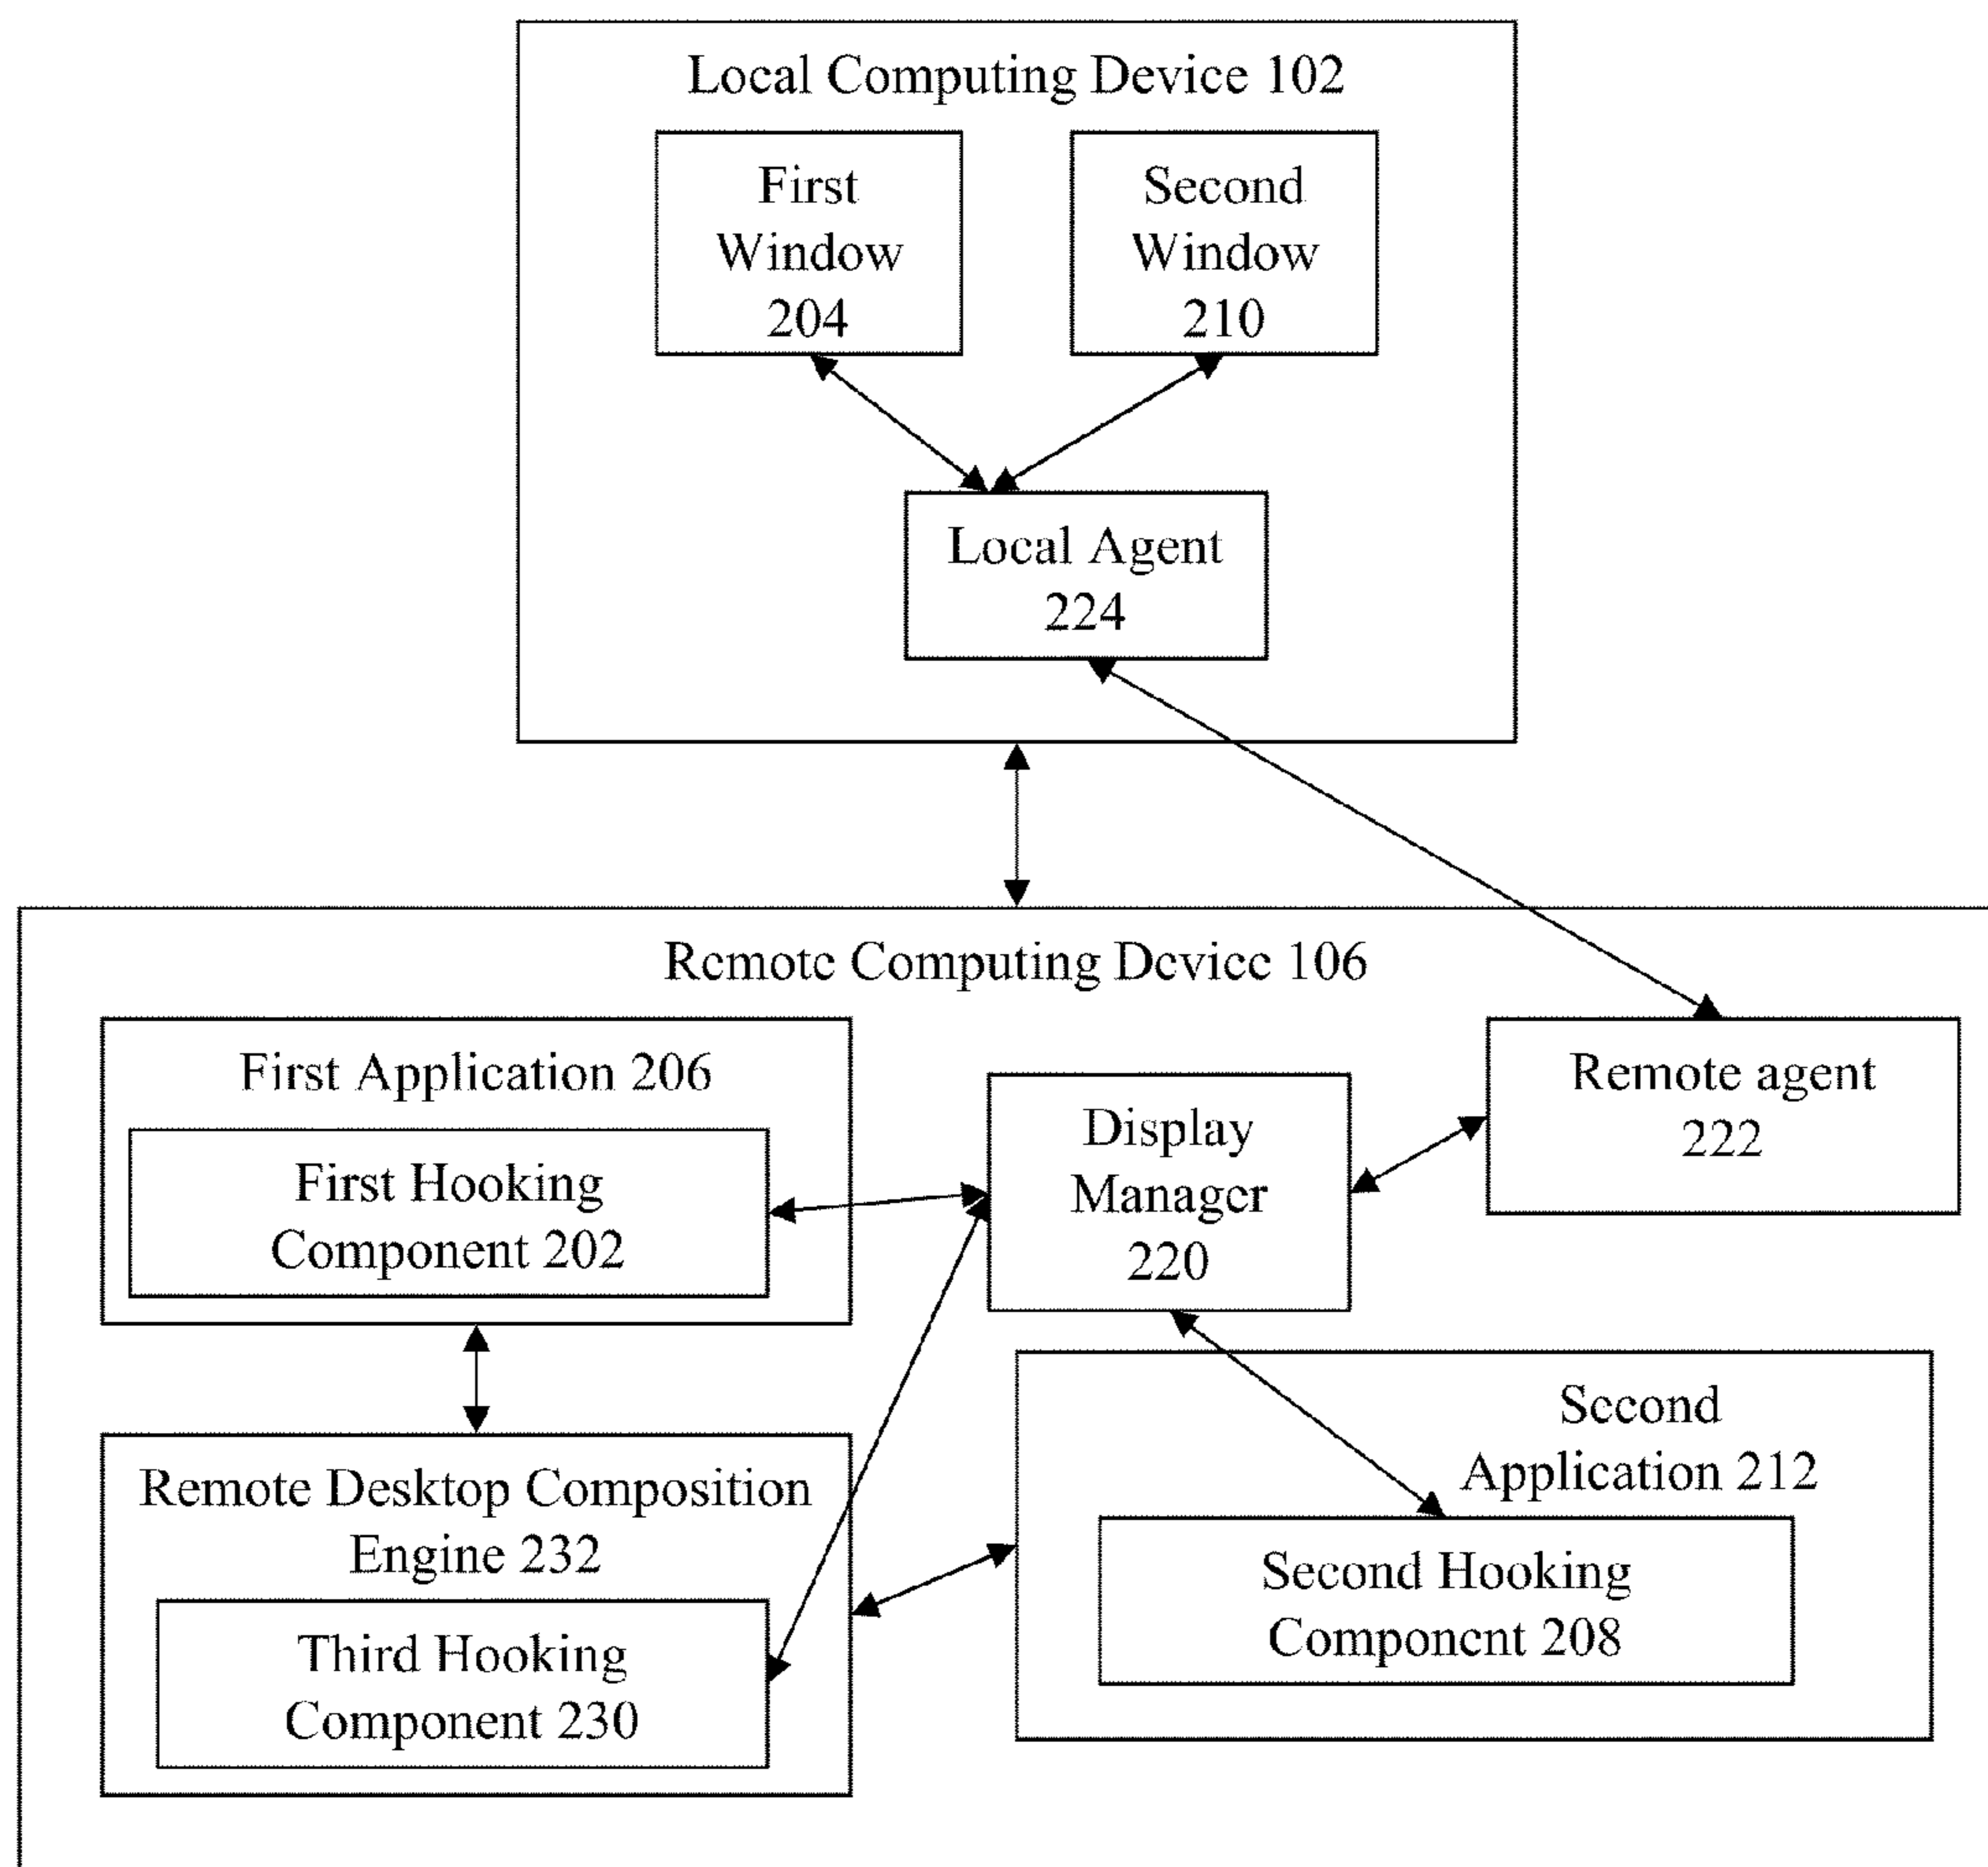 Local Computing Device 102
First
Window
204
Second
Window
210
Local Agent
224
Remote Computing Device 106
First Application 206
First Hooking
Component 202
Display
Manager
220
Remote agent
222
Remote Desktop Composition
Engine 232
Third Hooking
Component 230
Second
Application 212
Second Hooking
Component 208